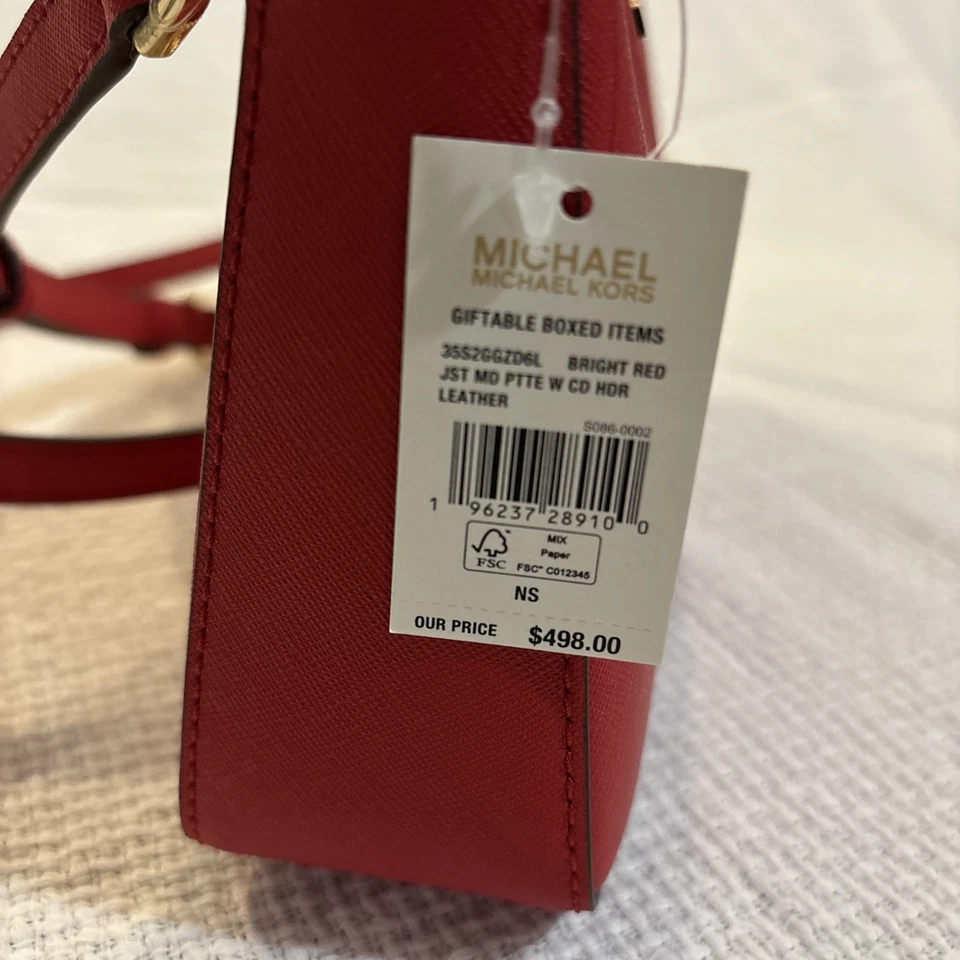 MICHAEL
MICHAEL KORS
GIFTABLE BOXED ITEMS
35S2GGZD6L BRIGHT RED
JST MD PTTE W CD HDR
LEATHER
S086-0002
1 96237 28910 0
MIX
Paper
FSC FSC™ C012345
NS
OUR PRICE $498.00